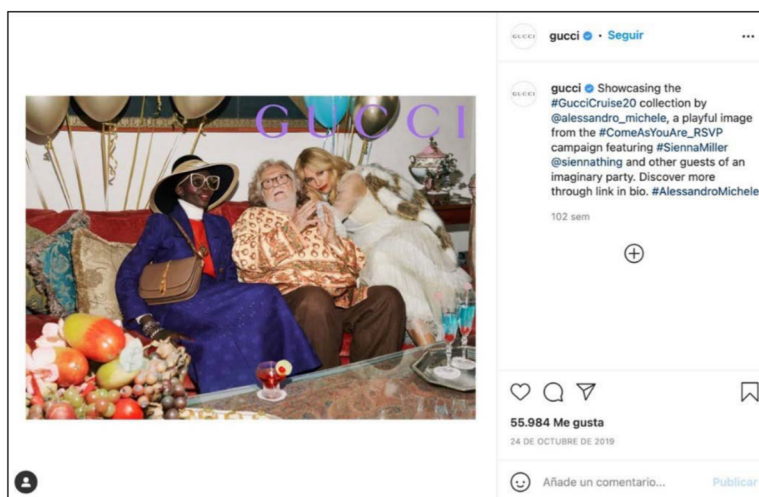 GUCCI
GUCCI
gucci • Seguir
GUCCI
gucci Showcasing the
#GucciCruise20 collection by
@alessandro_michele, a playful image
from the #ComeAsYouAre_RSVP
campaign featuring #SiennaMiller
@siennathing and other guests of an
imaginary party. Discover more
through link in bio. #AlessandroMichele
102 sem
55.984 Me gusta
24 DE OCTUBRE DE 2019
Añade un comentario...
Publicar